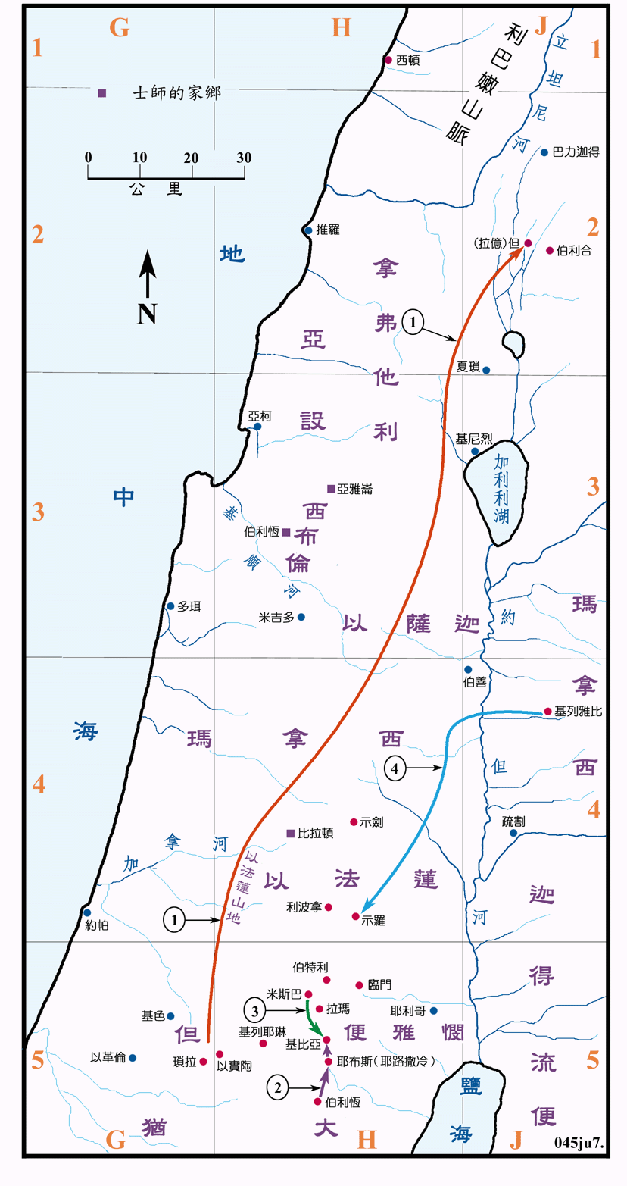 G H J
1 1
西頓
利巴嫩山脈
立坦尼河
士師的家鄉
巴力迦得
0 10 20 30
公里
N
2 2
推羅
地
(拉億)但
伯利合
拿弗他利
亞設
1
夏瑣
亞柯
基尼烈
加利利湖
中
3 3
亞雅崙
西布倫
伯利恆
基順河
多珥
米吉多
以薩迦
約
瑪拿西
伯善
基列雅比
海
瑪拿西
但
4
4 4
示劍
比拉頓
疏割
加拿河
以法蓮山地
以法蓮
迦得
利波拿
示羅
1
約帕
河
伯特利
臨門
米斯巴
3
拉瑪
耶利哥
基色
但
基列耶琳
基比亞
便雅憫
5 5
以革倫
瑣拉
以實陶
耶布斯(耶路撒冷)
流便
2
伯利恆
鹽海
猶大
G H J
045ju7.